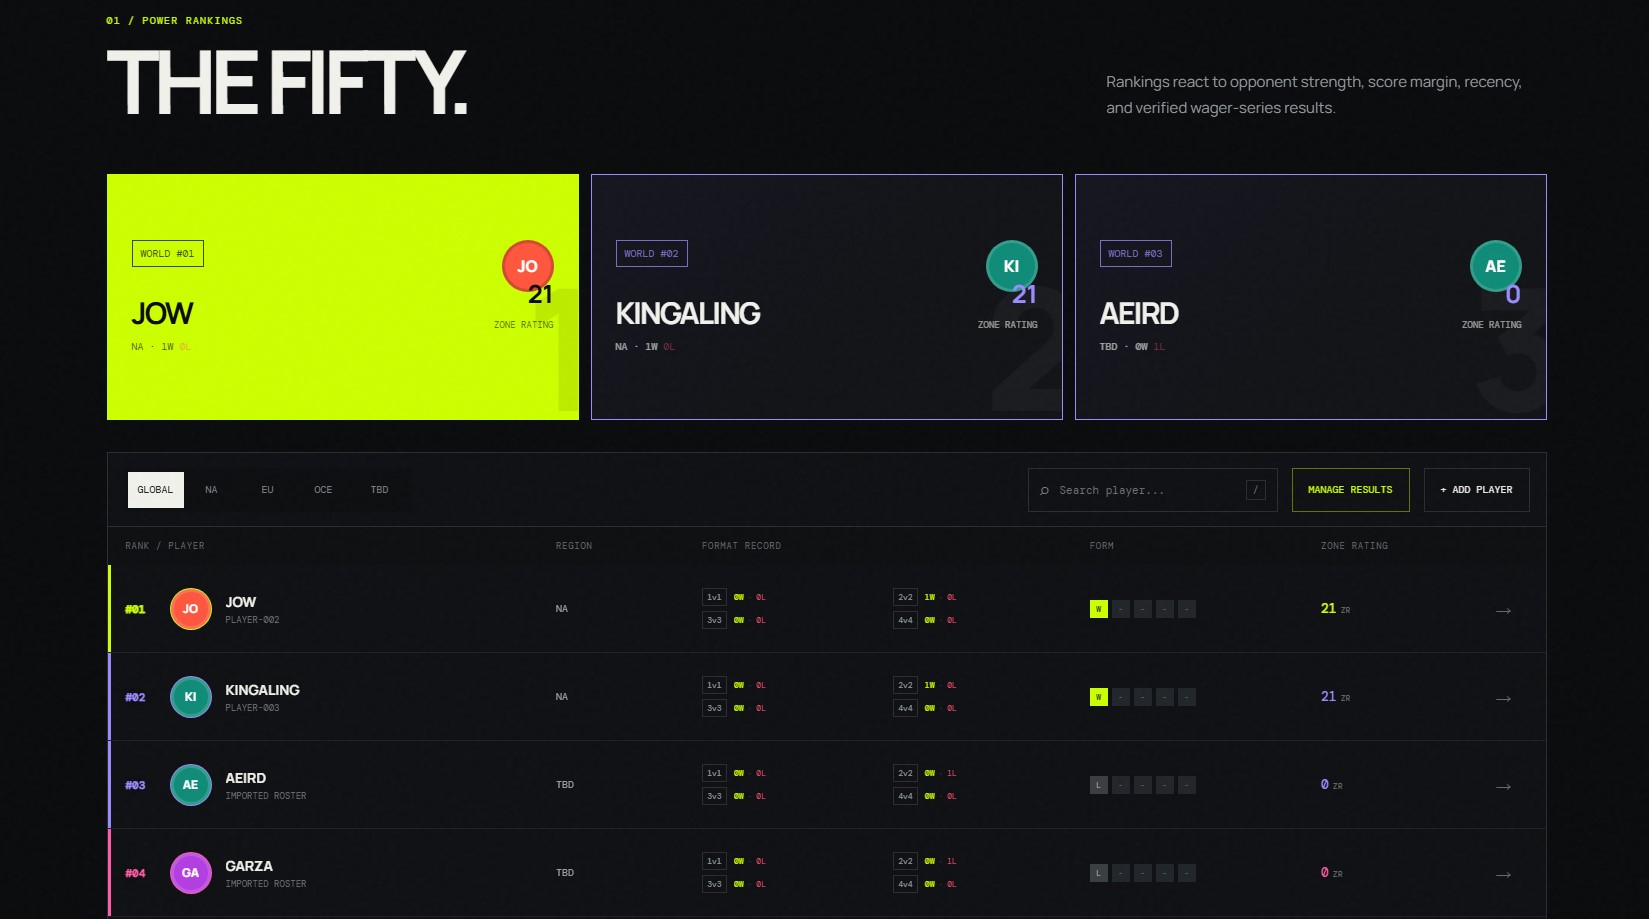 01 / POWER RANKINGS
THE FIFTY.
Rankings react to opponent strength, score margin, recency,
and verified wager-series results.
WORLD #01
JO
21
JOW
ZONE RATING
NA · 1W 0L
1
WORLD #02
KI
21
KINGALING
ZONE RATING
NA · 1W 0L
2
WORLD #03
AE
0
AEIRD
ZONE RATING
TBD · 0W 1L
3
GLOBAL NA EU OCE TBD
Search player... /
MANAGE RESULTS
+ ADD PLAYER
RANK / PLAYER REGION FORMAT RECORD FORM ZONE RATING
#01 JO JOW
PLAYER-002
NA
1v1 0W - 0L 2v2 1W - 0L
3v3 0W - 0L 4v4 0W - 0L
W - - - -
21 ZR →
#02 KI KINGALING
PLAYER-003
NA
1v1 0W - 0L 2v2 1W - 0L
3v3 0W - 0L 4v4 0W - 0L
W - - - -
21 ZR →
#03 AE AEIRD
IMPORTED ROSTER
TBD
1v1 0W - 0L 2v2 0W - 1L
3v3 0W - 0L 4v4 0W - 0L
L - - - -
0 ZR →
#04 GA GARZA
IMPORTED ROSTER
TBD
1v1 0W - 0L 2v2 0W - 1L
3v3 0W - 0L 4v4 0W - 0L
L - - - -
0 ZR →